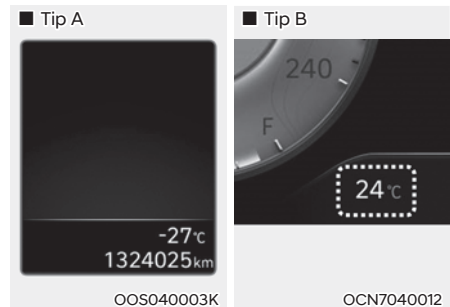 ■ Tip A
-27℃
1324025km
OOS040003K
■ Tip B
240
F
24℃
OCN7040012